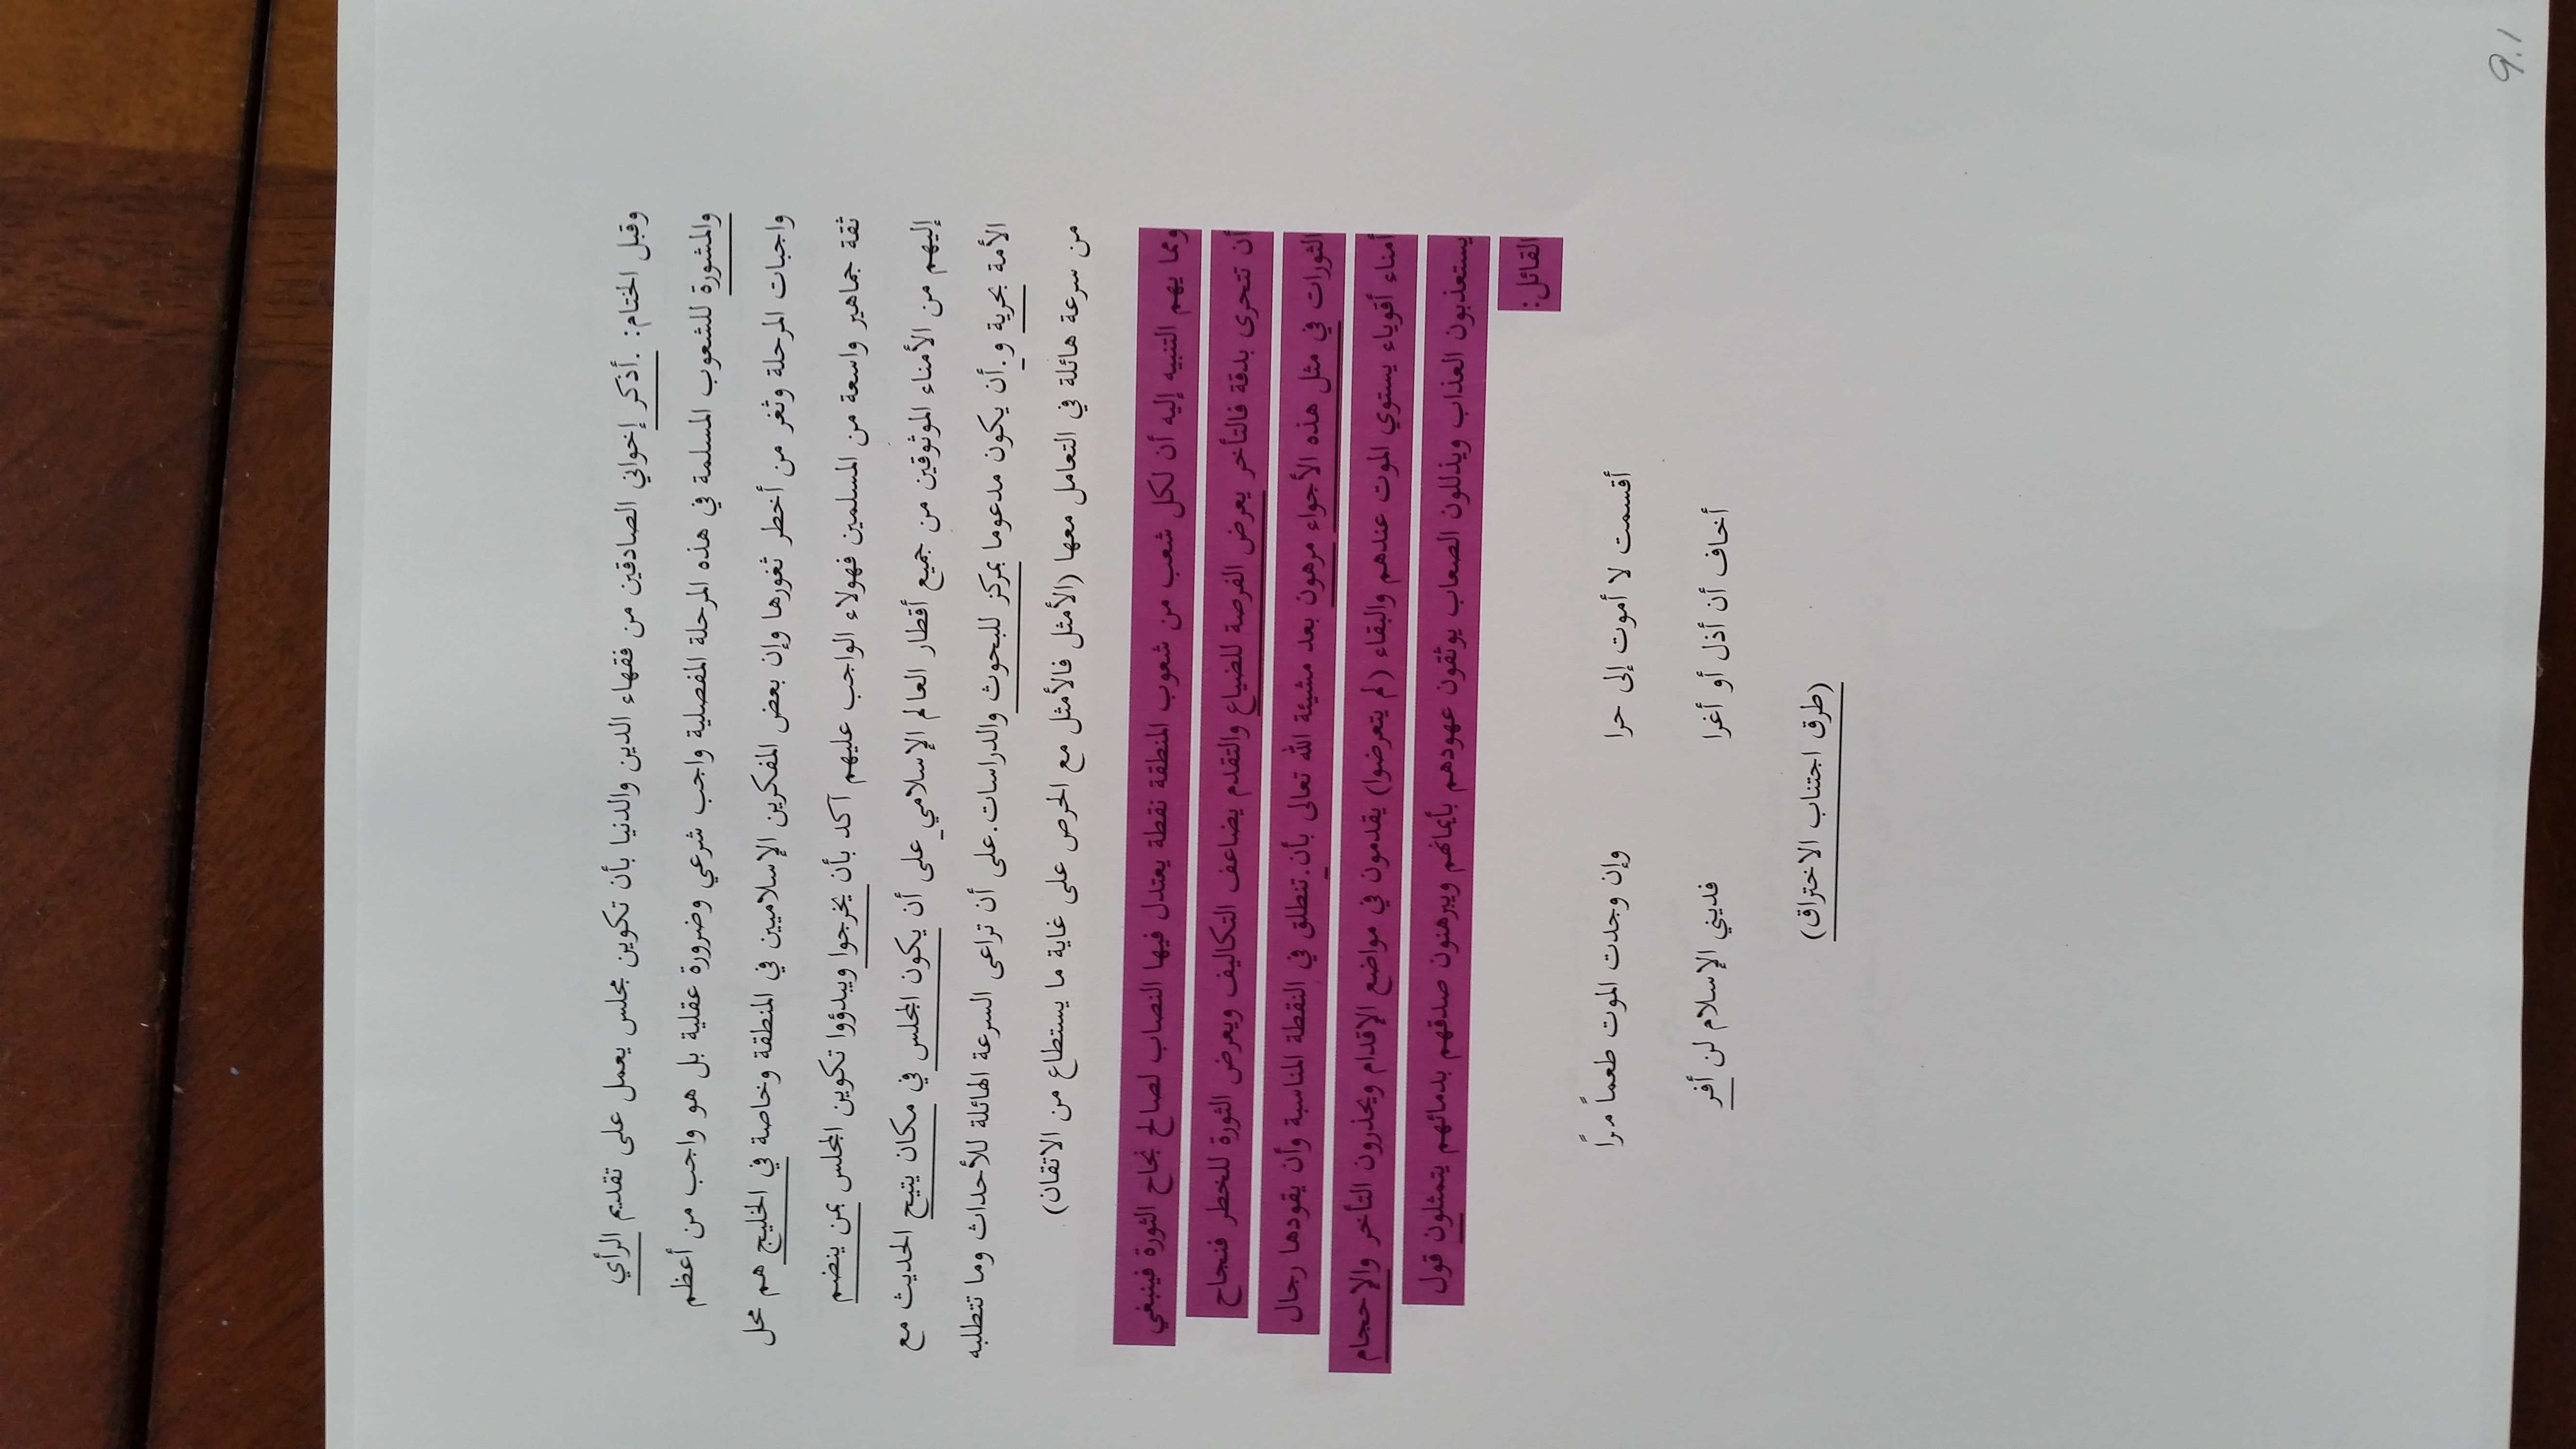 9.1
وقبل الختام: .أذكر إخواني الصادقين من فقهاء الدين والدنيا بأن تكوين مجلس يعمل على تقديم الرأي
والمشورة للشعوب المسلمة في هذه المرحلة المفصلية واجب شرعي وضرورة عقلية بل هو واجب من أعظم
واجبات المرحلة وثغر من أخطر ثغورها وإن بعض المفكرين الإسلاميين في المنطقة وخاصة في الخليج هم محل
ثقة جماهير واسعة من المسلمين فهولاء الواجب عليهم آكد بأن يخرجوا ويبدؤوا تكوين المجلس بمن ينضم
إليهم من الأمناء الموثوقين من جميع أقطار العالم الإسلامي على أن يكون المجلس في مكان يتيح الحديث مع
الأمة بحرية و.أن يكون مدعوما بمركز للبحوث والدراسات.على أن تراعى السرعة الهائلة للأحداث وما تتطلبه
من سرعة هائلة في التعامل معها (الأمثل فالأمثل مع الحرص على غاية ما يستطاع من الاتقان)
ومما يهم التنبيه إليه أن لكل شعب من شعوب المنطقة نقطة يعتدل فيها النصاب لصالح نجاح الثورة فينبغي
أن تتحرى بدقة فالتأخر يعرض الفرصة للضياع والتقدم يضاعف التكاليف ويعرض الثورة للخطر فنجاح
الثورات في مثل هذه الأجواء مرهون بعد مشيئة الله تعالى بأن.تنطلق في النقطة المناسبة وأن يقودها رجال
أمناء أقوياء يستوي الموت عندهم والبقاء (لم يتعرضوا) يقدمون في مواضع الإقدام ويحذرون التأخر والاحجام
يستعذبون العذاب ويذللون الصعاب يوثقون عهودهم بأيمانهم ويبرهنون صدقهم بدمائهم يتمثلون قول
القائل:
أقسمت لا أموت إلى حرا وإن وجدت الموت طعماً مرًا
أخاف أن أذل أو أغرا فديني الإسلام لن أفر
(طرق اجتناب الاختراق)